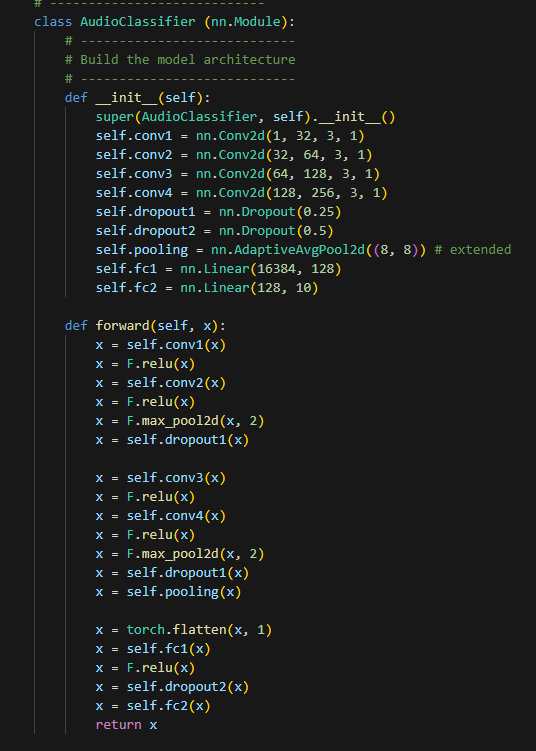 # ----------------------------
class AudioClassifier (nn.Module):
    # ----------------------------
    # Build the model architecture
    # ----------------------------
    def __init__(self):
        super(AudioClassifier, self).__init__()
        self.conv1 = nn.Conv2d(1, 32, 3, 1)
        self.conv2 = nn.Conv2d(32, 64, 3, 1)
        self.conv3 = nn.Conv2d(64, 128, 3, 1)
        self.conv4 = nn.Conv2d(128, 256, 3, 1)
        self.dropout1 = nn.Dropout(0.25)
        self.dropout2 = nn.Dropout(0.5)
        self.pooling = nn.AdaptiveAvgPool2d((8, 8)) # extended
        self.fc1 = nn.Linear(16384, 128)
        self.fc2 = nn.Linear(128, 10)

    def forward(self, x):
        x = self.conv1(x)
        x = F.relu(x)
        x = self.conv2(x)
        x = F.relu(x)
        x = F.max_pool2d(x, 2)
        x = self.dropout1(x)

        x = self.conv3(x)
        x = F.relu(x)
        x = self.conv4(x)
        x = F.relu(x)
        x = F.max_pool2d(x, 2)
        x = self.dropout1(x)
        x = self.pooling(x)

        x = torch.flatten(x, 1)
        x = self.fc1(x)
        x = F.relu(x)
        x = self.dropout2(x)
        x = self.fc2(x)
        return x